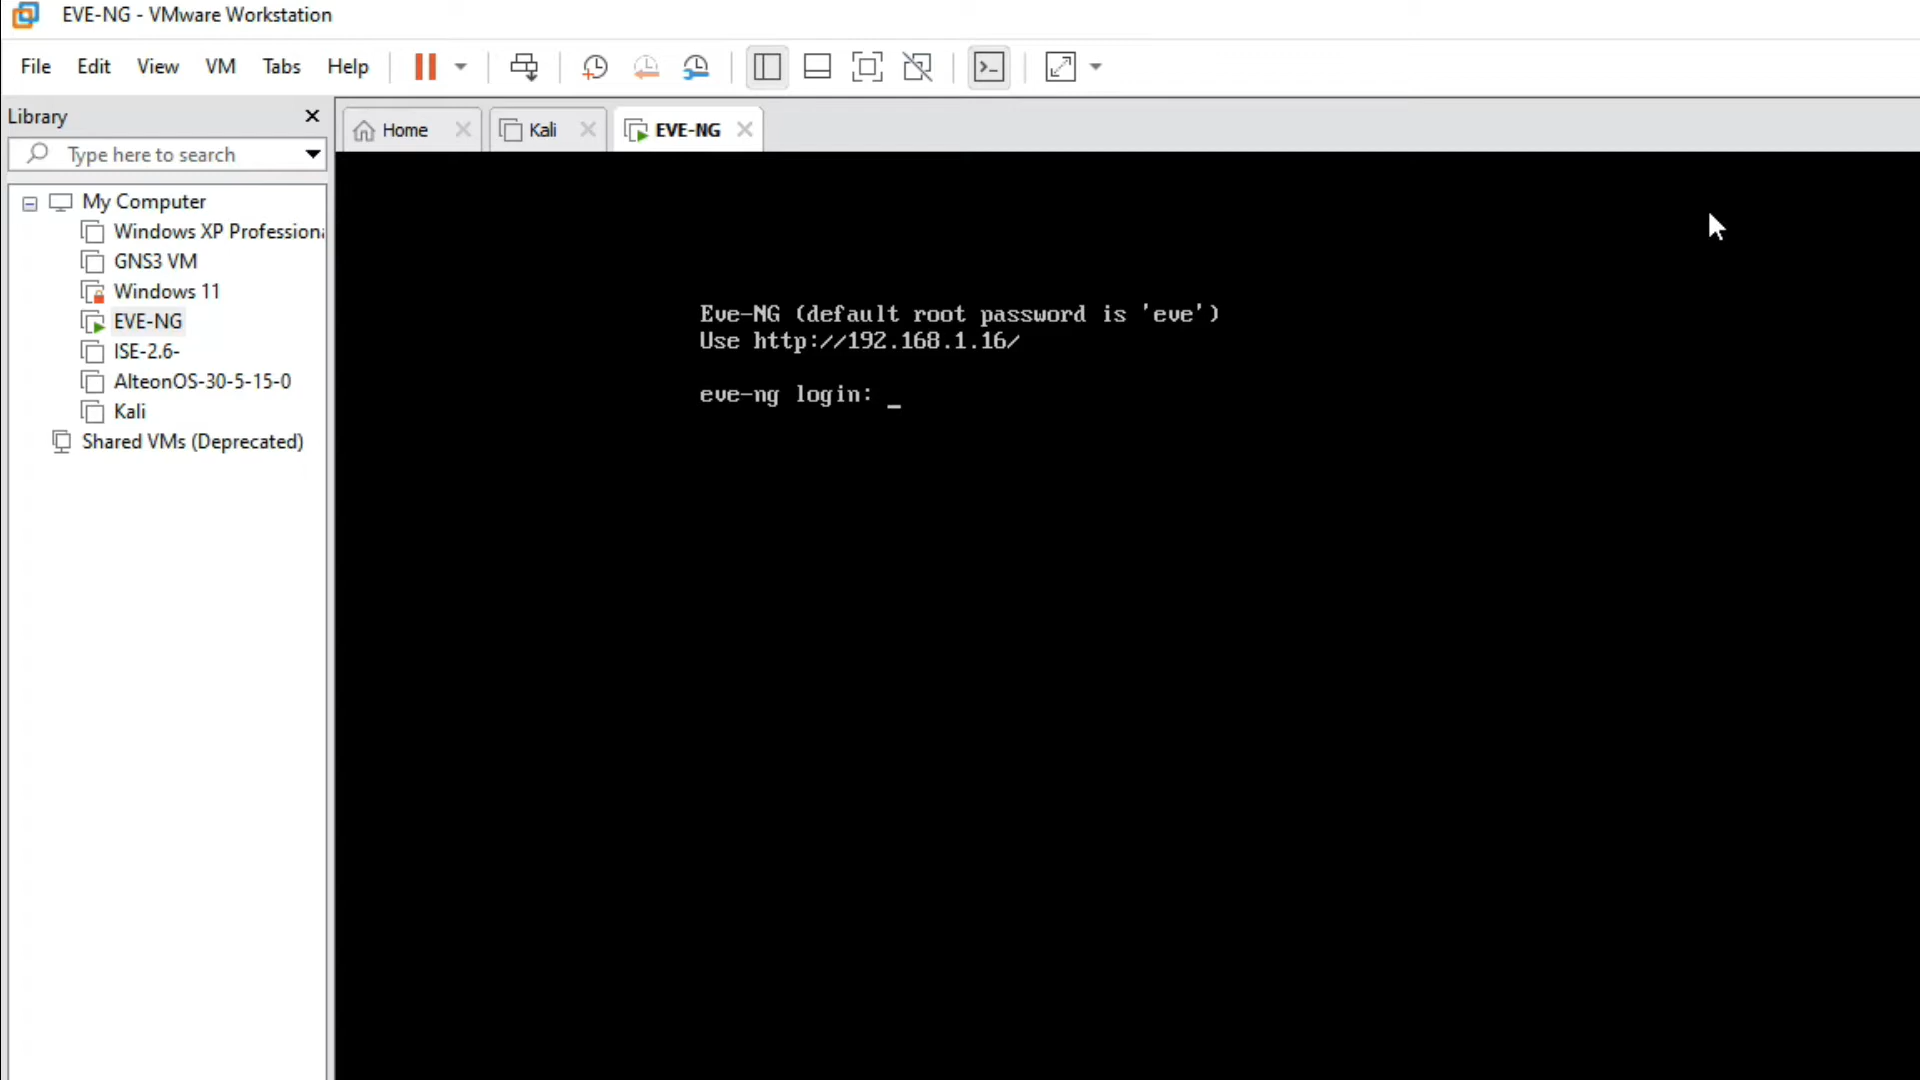 EVE-NG - VMware Workstation
File Edit View VM Tabs Help
Library
Home Kali EVE-NG
Type here to search
My Computer
Windows XP Professiona
GNS3 VM
Windows 11
EVE-NG
ISE-2.6-
AlteonOS-30-5-15-0
Kali
Shared VMs (Deprecated)
Eve-NG (default root password is 'eve')
Use http://192.168.1.16/
eve-ng login: _